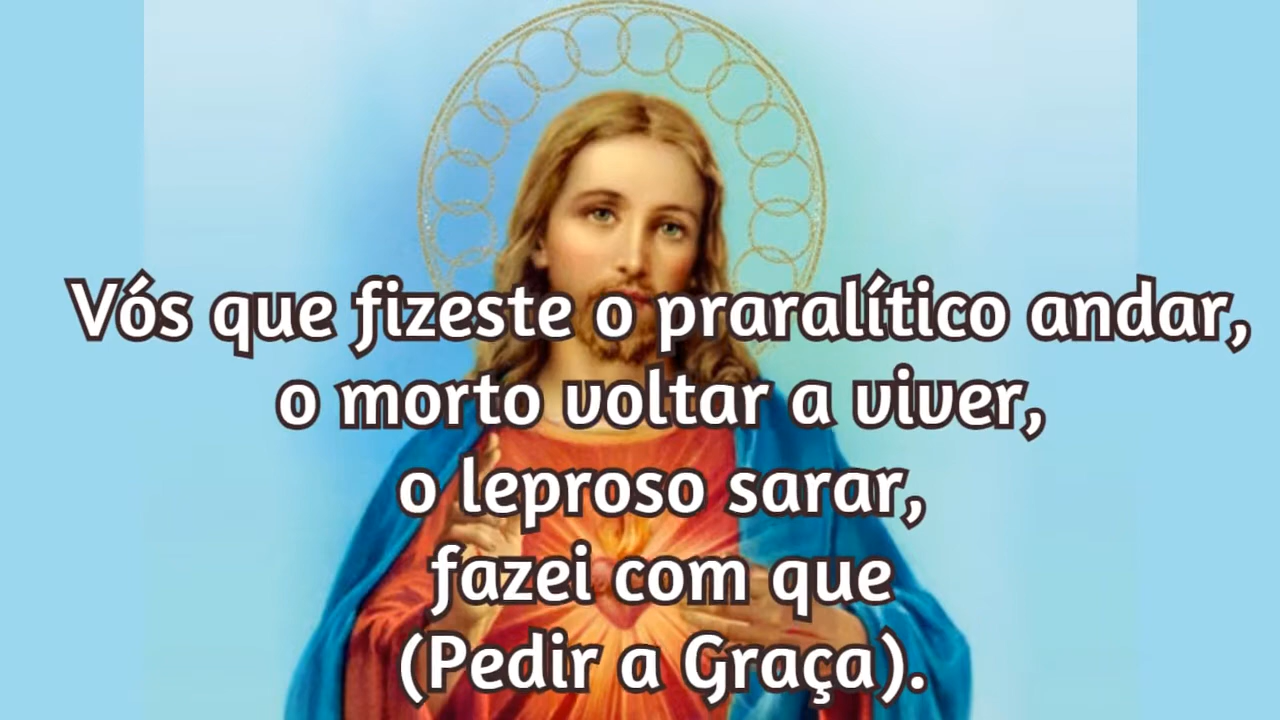 Vós que fizeste o praralítico andar,
o morto voltar a viver,
o leproso sarar,
fazei com que
(Pedir a Graça).